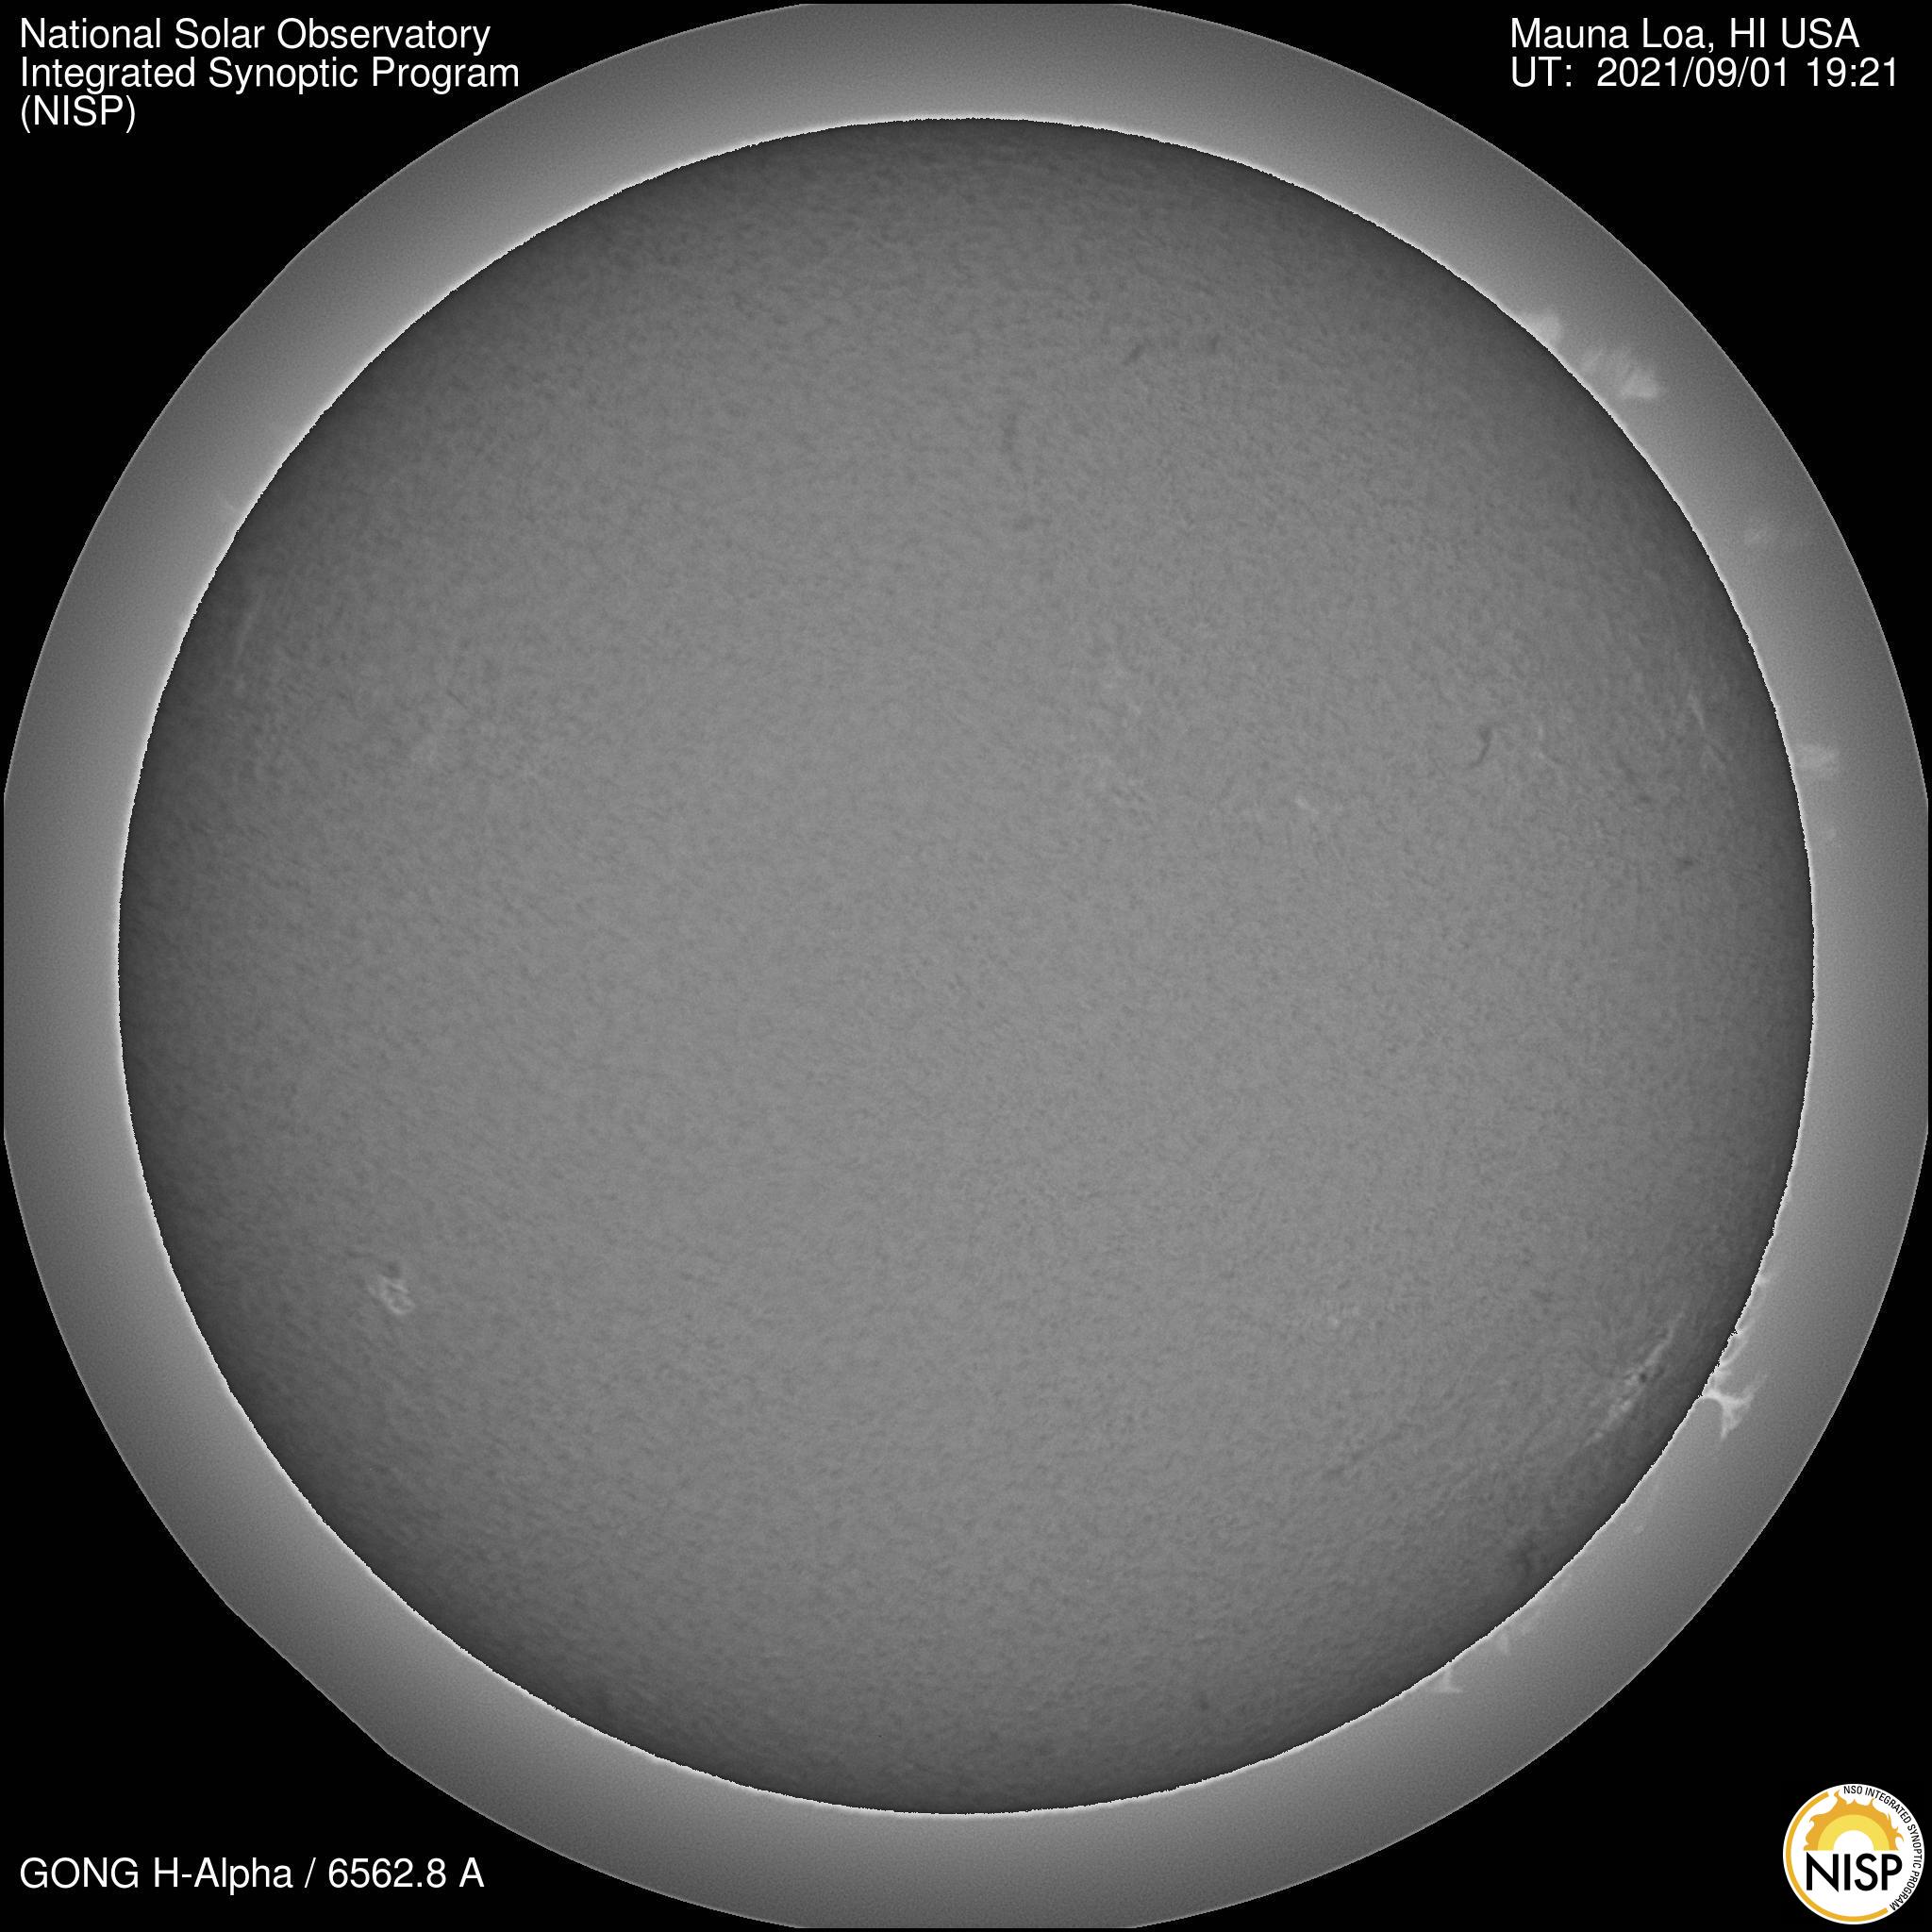 National Solar Observatory
Integrated Synoptic Program
(NISP)
Mauna Loa, HI USA
UT: 2021/09/01 19:21
GONG H-Alpha / 6562.8 A
NSO INTEGRATED SYNOPTIC PROGRAM
NISP